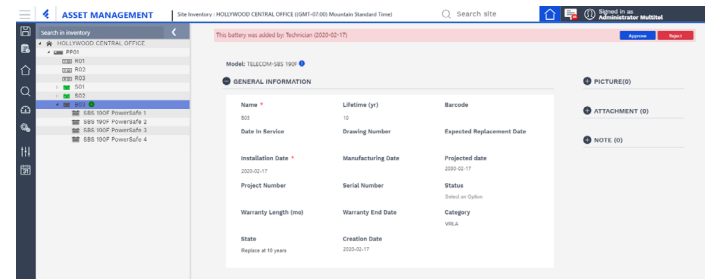 ASSET MANAGEMENT
Site Inventory : HOLLYWOOD CENTRAL OFFICE ((GMT-07:00) Mountain Standard Time)
Search site
Signed in as
Administrator Multitel
Search in inventory
HOLLYWOOD CENTRAL OFFICE
PP01
R01
R02
R03
S01
B02
B03
SBS 190F PowerSafe 1
SBS 190F PowerSafe 2
SBS 190F PowerSafe 3
SBS 190F PowerSafe 4
This battery was added by: Technician (2020-02-17)
Approve
Reject
Model: TELECOM-SBS 190F
GENERAL INFORMATION
Name *
Lifetime (yr)
Barcode
B03
10
Date In Service
Drawing Number
Expected Replacement Date
Installation Date *
Manufacturing Date
Projected date
2020-02-17
2030-02-17
Project Number
Serial Number
Status
Select an Option
Warranty Length (mo)
Warranty End Date
Category
VRLA
State
Creation Date
Replace at 10 years
2020-02-17
PICTURE(0)
ATTACHMENT (0)
NOTE (0)